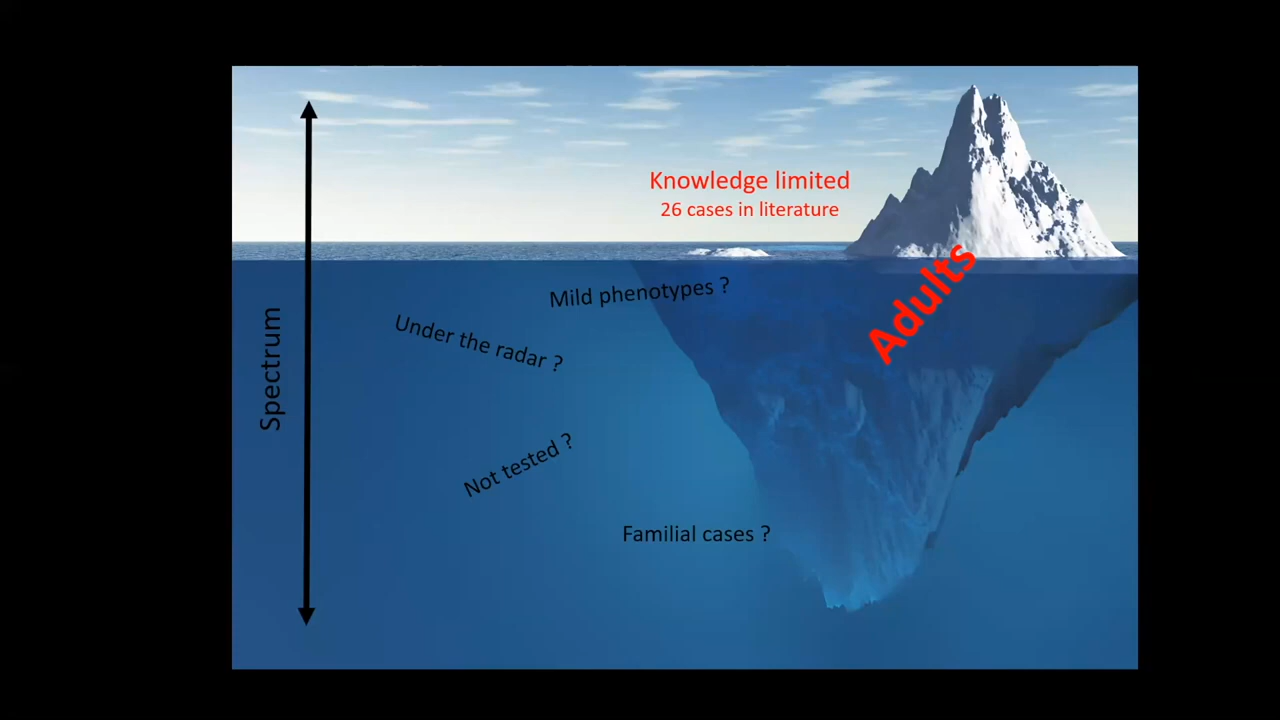 Knowledge limited
26 cases in literature
Adults
Mild phenotypes ?
Under the radar ?
Spectrum
Not tested ?
Familial cases ?